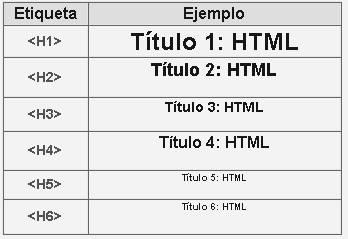 Etiqueta Ejemplo
<H1> Título 1: HTML
<H2> Título 2: HTML
<H3> Título 3: HTML
<H4> Título 4: HTML
<H5> Título 5: HTML
<H6> Título 6: HTML